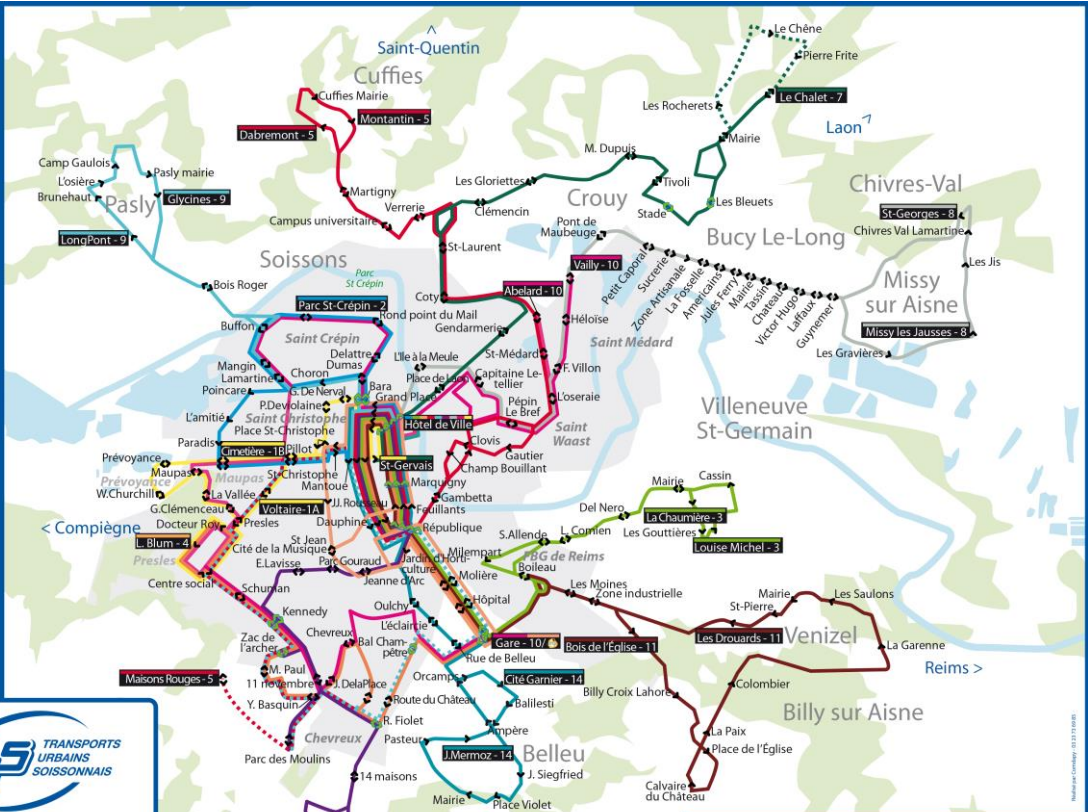 Saint-Quentin
Cuffies
Cuffies Mairie
Montantin - 5
Dabremont - 5
Le Chêne
Pierre Frite
Les Rocherets
Le Chalet - 7
Laon
Mairie
M. Dupuis
Tivoli
Les Gloriettes
Clémencin
Stade
Les Bleuets
Crouy
Bucy Le-Long
Camp Gaulois
L'osière
Brunehaut
Pasly mairie
Pasly
Glycines - 9
LongPont - 9
Martigny
Verrerie
Campus universitaire
St-Laurent
Pont de
Maubeuge
Chivres-Val
St-Georges - 8
Chivres Val Lamartine
Les Jis
Missy
sur Aisne
Missy les Jausses - 8
Les Gravières
Petit Caporal
Sucrerie
Zone Artisanale
La Fosselle
Americains
Jules Ferry
Mairie
Tassin
Chateau
Victor Hugo
Laffaux
Guynemer
Soissons
Bois Roger
Parc
St Crépin
Parc St-Crépin - 2
Rond point du Mail
Buffon
Saint Crépin
Coty
Gendarmerie
Abelard - 10
Vailly - 10
Héloïse
Saint Médard
St-Médard
F. Villon
L'oseraie
Mangin
Lamartine
Poincare
L'amitié
Paradis
Choron
Delattre
Dumas
L'Ile à la Meule
Place de Laon
Capitaine Le-
tellier
Pépin
Le Bref
Saint
Waast
G. De Nerval
Bara
Grand Place
P.Deviolaine
Saint Christophe
Place St-Christophe
Hôtel de Ville
Clovis
Gautier
Champ Bouillant
Prévoyance
Prévoyance
Maupas
Maupas
Cimetière - 1B
Pillot
St-Christophe
Mantoue
St-Gervais
Marquigny
Gambetta
Feuillants
République
W.Churchill
La Vallée
G.Clémenceau
Docteur Roy
Presles
Presles
Voltaire-1A
J.J. Rousseau
Dauphine
St Jean
Cité de la Musique
E.Lavisse
Parc Gouraud
Jeanne d'Arc
Jardin d'Horti-
culture
< Compiègne
L. Blum - 4
Centre social
Schuman
Kennedy
Zac de
l'archer
M. Paul
11 novembre
Y. Basquin
Parc des Moulins
Maisons Rouges - 5
Chevreux
Chevreux
J. DelaPlace
Bal Cham-
pêtre
Route du Château
R. Fiolet
14 maisons
Oulchy
L'éclaircie
Milempart
Molière
Hôpital
Gare - 10/
Rue de Belleu
FBG de Reims
Boileau
S.Allende
L. Comien
Del Nero
Mairie
Cassin
La Chaumière - 3
Les Gouttières
Louise Michel - 3
Villeneuve
St-Germain
Les Moines
Zone industrielle
Bois de l'Église - 11
Mairie
St-Pierre
Les Saulons
Les Drouards - 11
Venizel
La Garenne
Reims >
Billy Croix Lahore
Colombier
Billy sur Aisne
La Paix
Place de l'Église
Calvaire
du Château
Orcamps
Cité Garnier - 14
Balilesti
Ampère
Pasteur
J.Mermoz - 14
Belleu
J. Siegfried
Mairie
Place Violet
TRANSPORTS
URBAINS
SOISSONNAIS